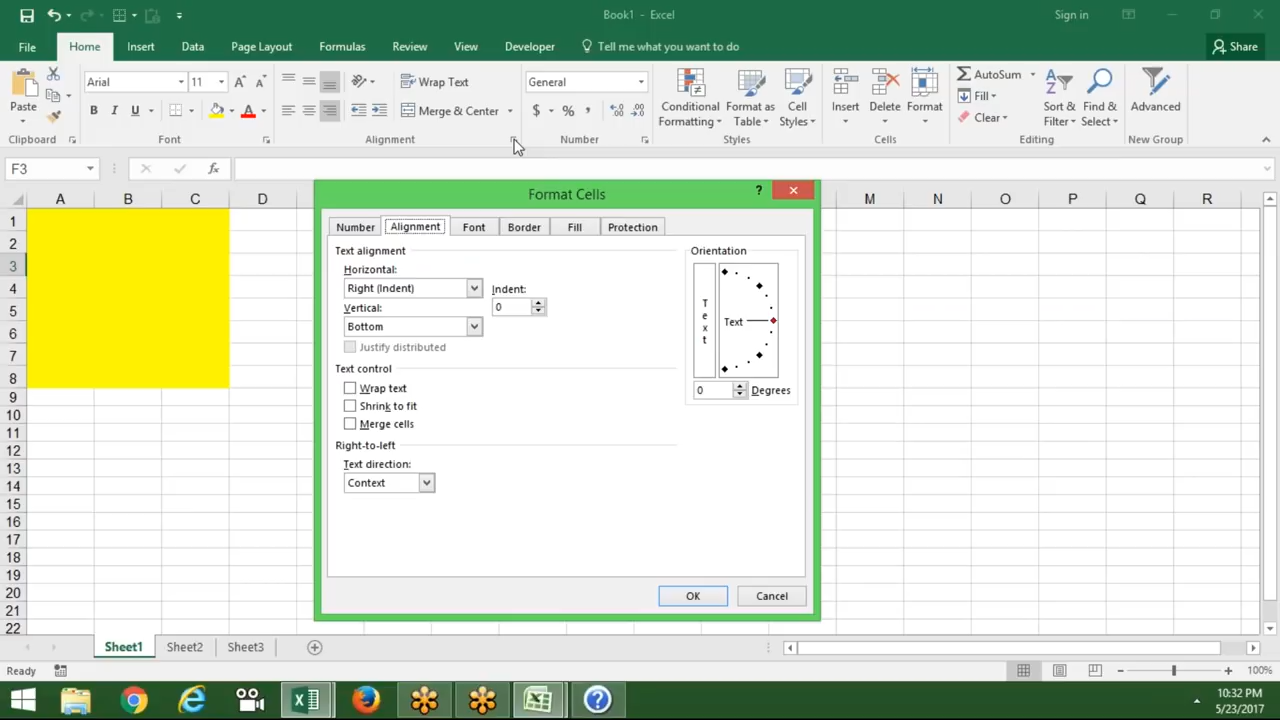 Book1 - Excel
Sign in
File Home Insert Data Page Layout Formulas Review View Developer Tell me what you want to do Share
Paste
Arial 11
B I U A
Wrap Text
Merge & Center
General
$ % ,
Conditional Formatting
Format as Table
Cell Styles
Insert
Delete
Format
AutoSum
Fill
Clear
Sort & Filter
Find & Select
Advanced
Clipboard Font Alignment Number Styles Cells Editing New Group
F3 fx
A B C D M N O P Q R
1
2
3
4
5
6
7
8
9
10
11
12
13
14
15
16
17
18
19
20
21
22
Format Cells ?
Number Alignment Font Border Fill Protection
Text alignment
Horizontal:
Right (Indent)
Indent:
0
Vertical:
Bottom
Justify distributed
Text control
Wrap text
Shrink to fit
Merge cells
Right-to-left
Text direction:
Context
Orientation
Text
Text
0 Degrees
OK Cancel
Sheet1 Sheet2 Sheet3
Ready
100%
10:32 PM
5/23/2017